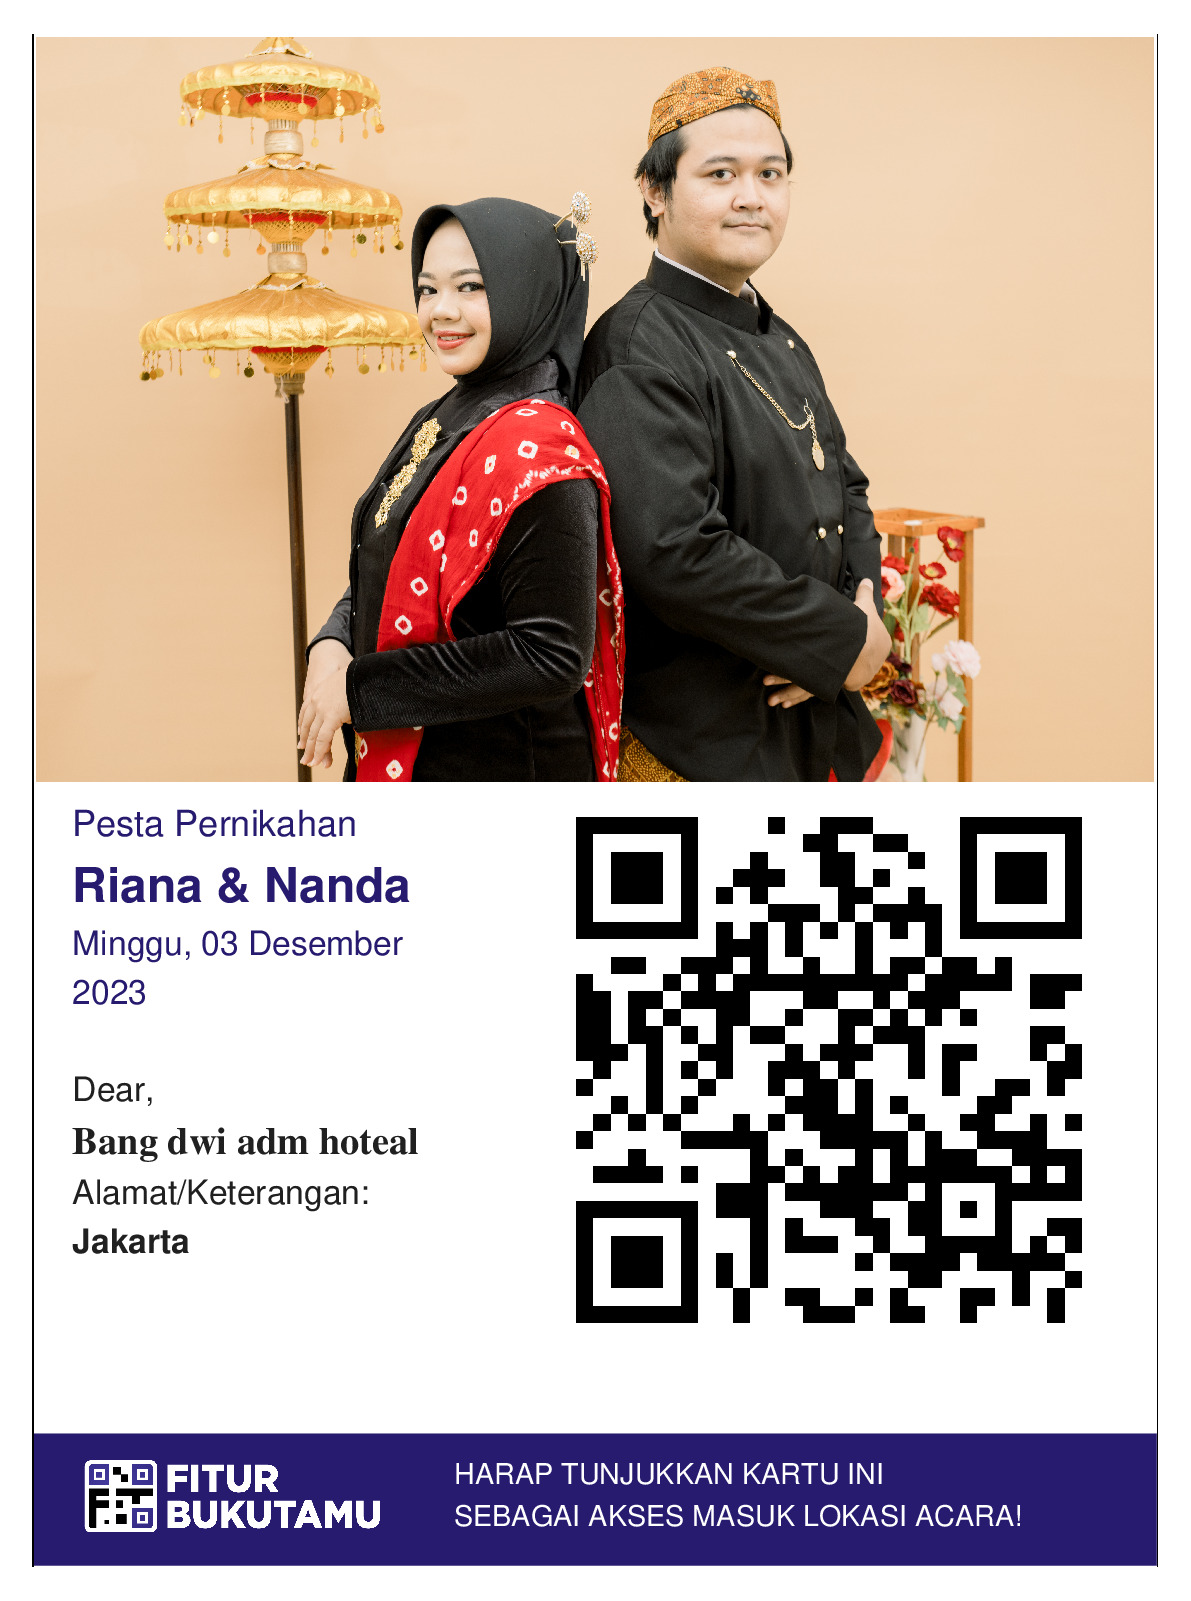 Pesta Pernikahan
Riana & Nanda
Minggu, 03 Desember
2023
Dear,
Bang dwi adm hoteal
Alamat/Keterangan:
Jakarta
FITUR
BUKUTAMU
HARAP TUNJUKKAN KARTU INI
SEBAGAI AKSES MASUK LOKASI ACARA!